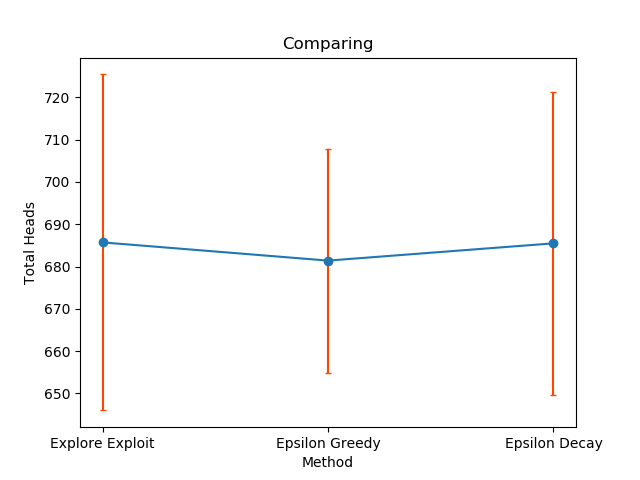 Comparing
Total Heads
720
710
700
690
680
670
660
650
Explore Exploit
Epsilon Greedy
Epsilon Decay
Method